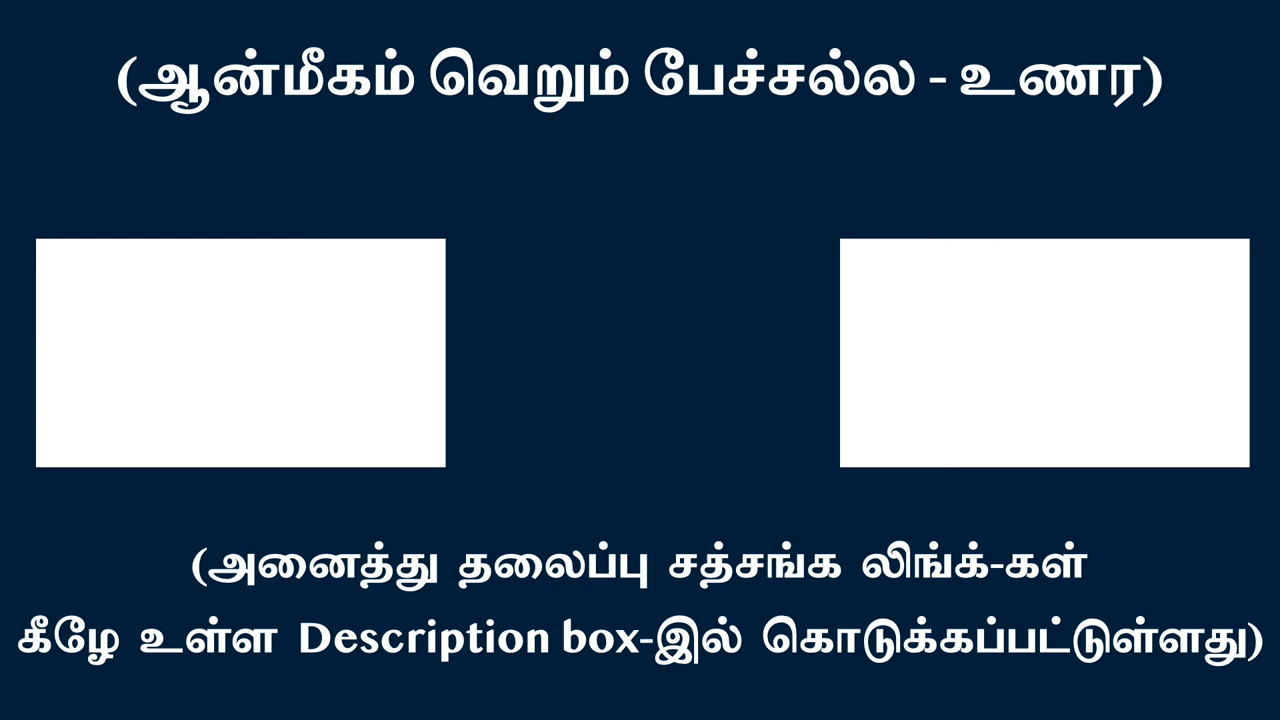 (ஆன்மீகம் வெறும் பேச்சல்ல - உணர)
(அனைத்து தலைப்பு சத்சங்க லிங்க்-கள்
கீழே உள்ள Description box-இல் கொடுக்கப்பட்டுள்ளது)